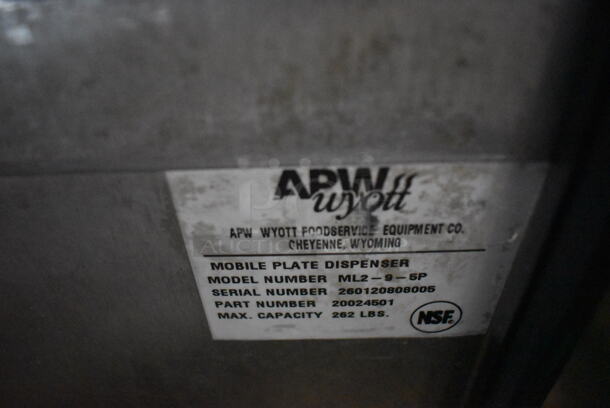 APW
wyott
APW WYOTT FOODSERVICE EQUIPMENT CO.
CHEYENNE, WYOMING
MOBILE PLATE DISPENSER
MODEL NUMBER ML2-9-5P
SERIAL NUMBER 260120808005
PART NUMBER 20024501
MAX. CAPACITY 262 LBS.
NSF.